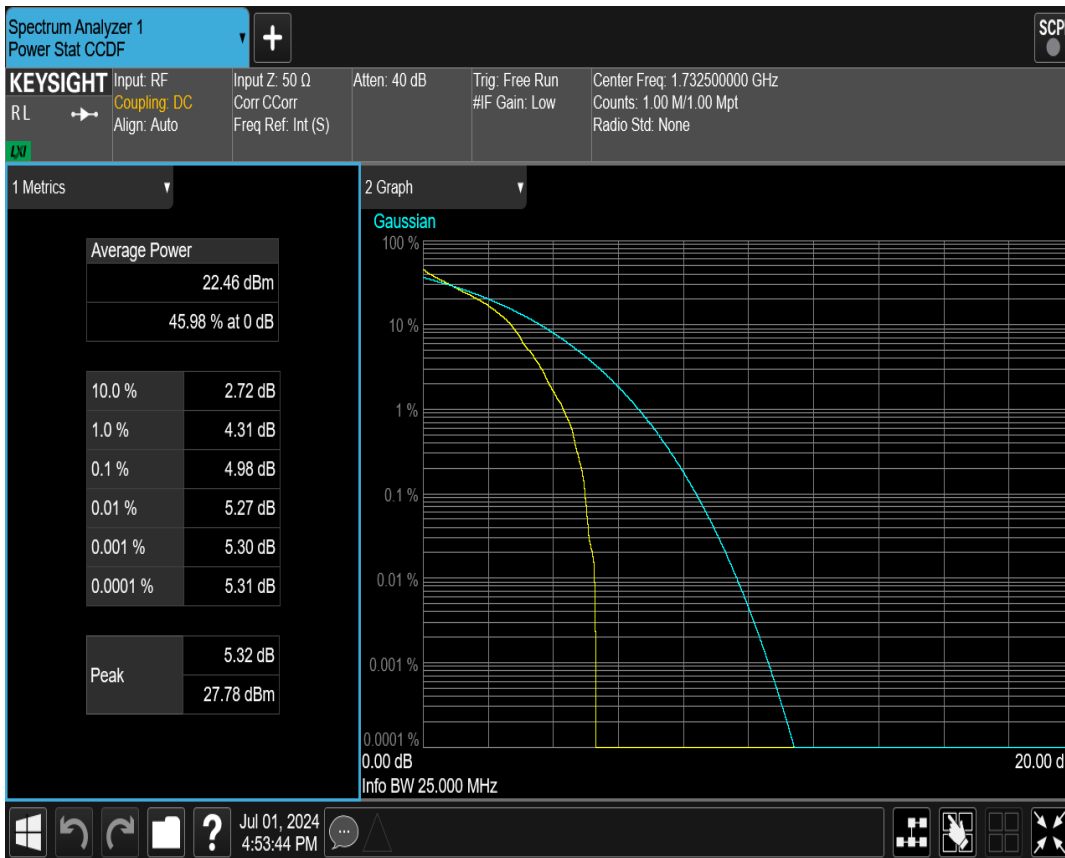 Spectrum Analyzer 1
Power Stat CCDF
+
SCP
KEYSIGHT
RL
LXI
Input: RF
Coupling: DC
Align: Auto
Input Z: 50 Ω
Corr CCorr
Freq Ref: Int (S)
Atten: 40 dB
Trig: Free Run
#IF Gain: Low
Center Freq: 1.732500000 GHz
Counts: 1.00 M/1.00 Mpt
Radio Std: None
1 Metrics
Average Power
22.46 dBm
45.98 % at 0 dB
10.0 % 2.72 dB
1.0 % 4.31 dB
0.1 % 4.98 dB
0.01 % 5.27 dB
0.001 % 5.30 dB
0.0001 % 5.31 dB
Peak
5.32 dB
27.78 dBm
2 Graph
Gaussian
100 %
10 %
1 %
0.1 %
0.01 %
0.001 %
0.0001 %
0.00 dB 20.00 d
Info BW 25.000 MHz
?
Jul 01, 2024
4:53:44 PM